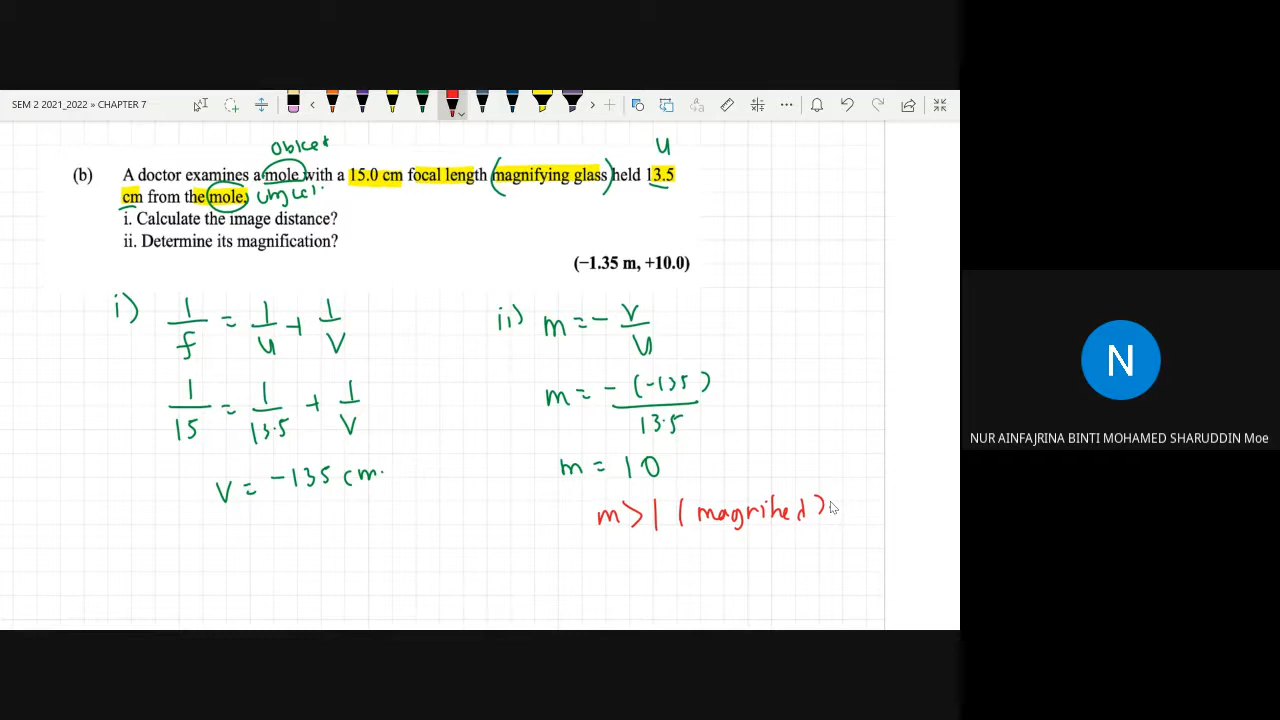 SEM 2 2021_2022 » CHAPTER 7
object
u
(b) A doctor examines a mole with a 15.0 cm focal length (magnifying glass) held 13.5
cm from the mole, object.
i. Calculate the image distance?
ii. Determine its magnification?
(−1.35 m, +10.0)
i) 1/f = 1/u + 1/v
1/15 = 1/13.5 + 1/v
v = -135 cm.
ii) m = - v/u
m = - (-135)/13.5
m = 10
m > 1 (magnified)
N
NUR AINFAJRINA BINTI MOHAMED SHARUDDIN Moe